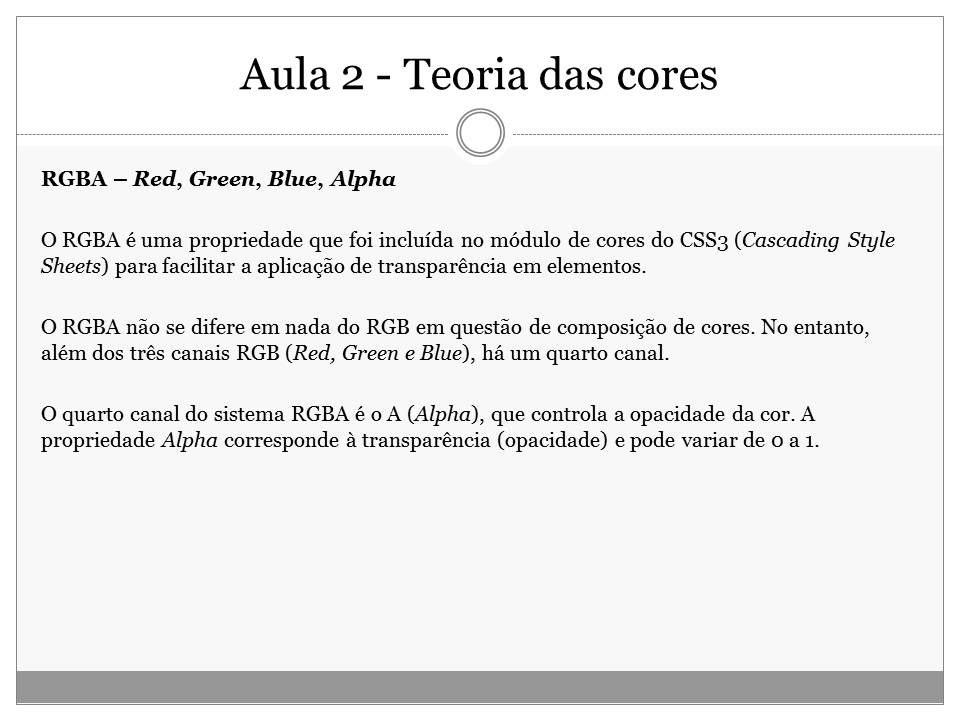 Aula 2 - Teoria das cores
RGBA – Red, Green, Blue, Alpha
O RGBA é uma propriedade que foi incluída no módulo de cores do CSS3 (Cascading Style
Sheets) para facilitar a aplicação de transparência em elementos.
O RGBA não se difere em nada do RGB em questão de composição de cores. No entanto,
além dos três canais RGB (Red, Green e Blue), há um quarto canal.
O quarto canal do sistema RGBA é o A (Alpha), que controla a opacidade da cor. A
propriedade Alpha corresponde à transparência (opacidade) e pode variar de 0 a 1.